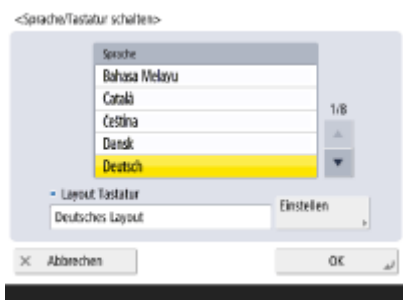 <Sprache/Tastatur schalten>
Sprache
Bahasa Melayu
Català
Čeština
Dansk
Deutsch
1/8
Layout Tastatur
Deutsches Layout
Einstellen
Abbrechen
OK